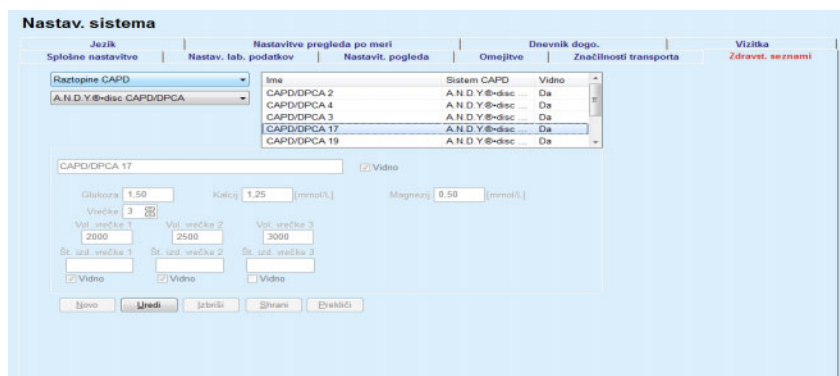 Nastav. sistema
Jezik | Nastavitve pregleda po meri | Dnevnik dogo. | Vizitka
Splošne nastavitve | Nastav. lab. podatkov | Nastavit. pogleda | Omejitve | Značilnosti transporta | Zdravst. seznami
Raztopine CAPD
A.N.D.Y.®•disc CAPD/DPCA
Ime Sistem CAPD Vidno
CAPD/DPCA 2 A.N.D.Y.®•disc ... Da
CAPD/DPCA 4 A.N.D.Y.®•disc ... Da
CAPD/DPCA 3 A.N.D.Y.®•disc ... Da
CAPD/DPCA 17 A.N.D.Y.®•disc ... Da
CAPD/DPCA 19 A.N.D.Y.®•disc ... Da
CAPD/DPCA 17 Vidno
Glukoza 1,50 Kalcij 1,25 [mmol/L] Magnezij 0,50 [mmol/L]
Vrečke 3
Vol. vrečke 1 Vol. vrečke 2 Vol. vrečke 3
2000 2500 3000
Št. izd. vrečke 1 Št. izd. vrečke 2 Št. izd. vrečke 3
Vidno Vidno Vidno
Novo Uredi Izbriši Shrani Prekliči